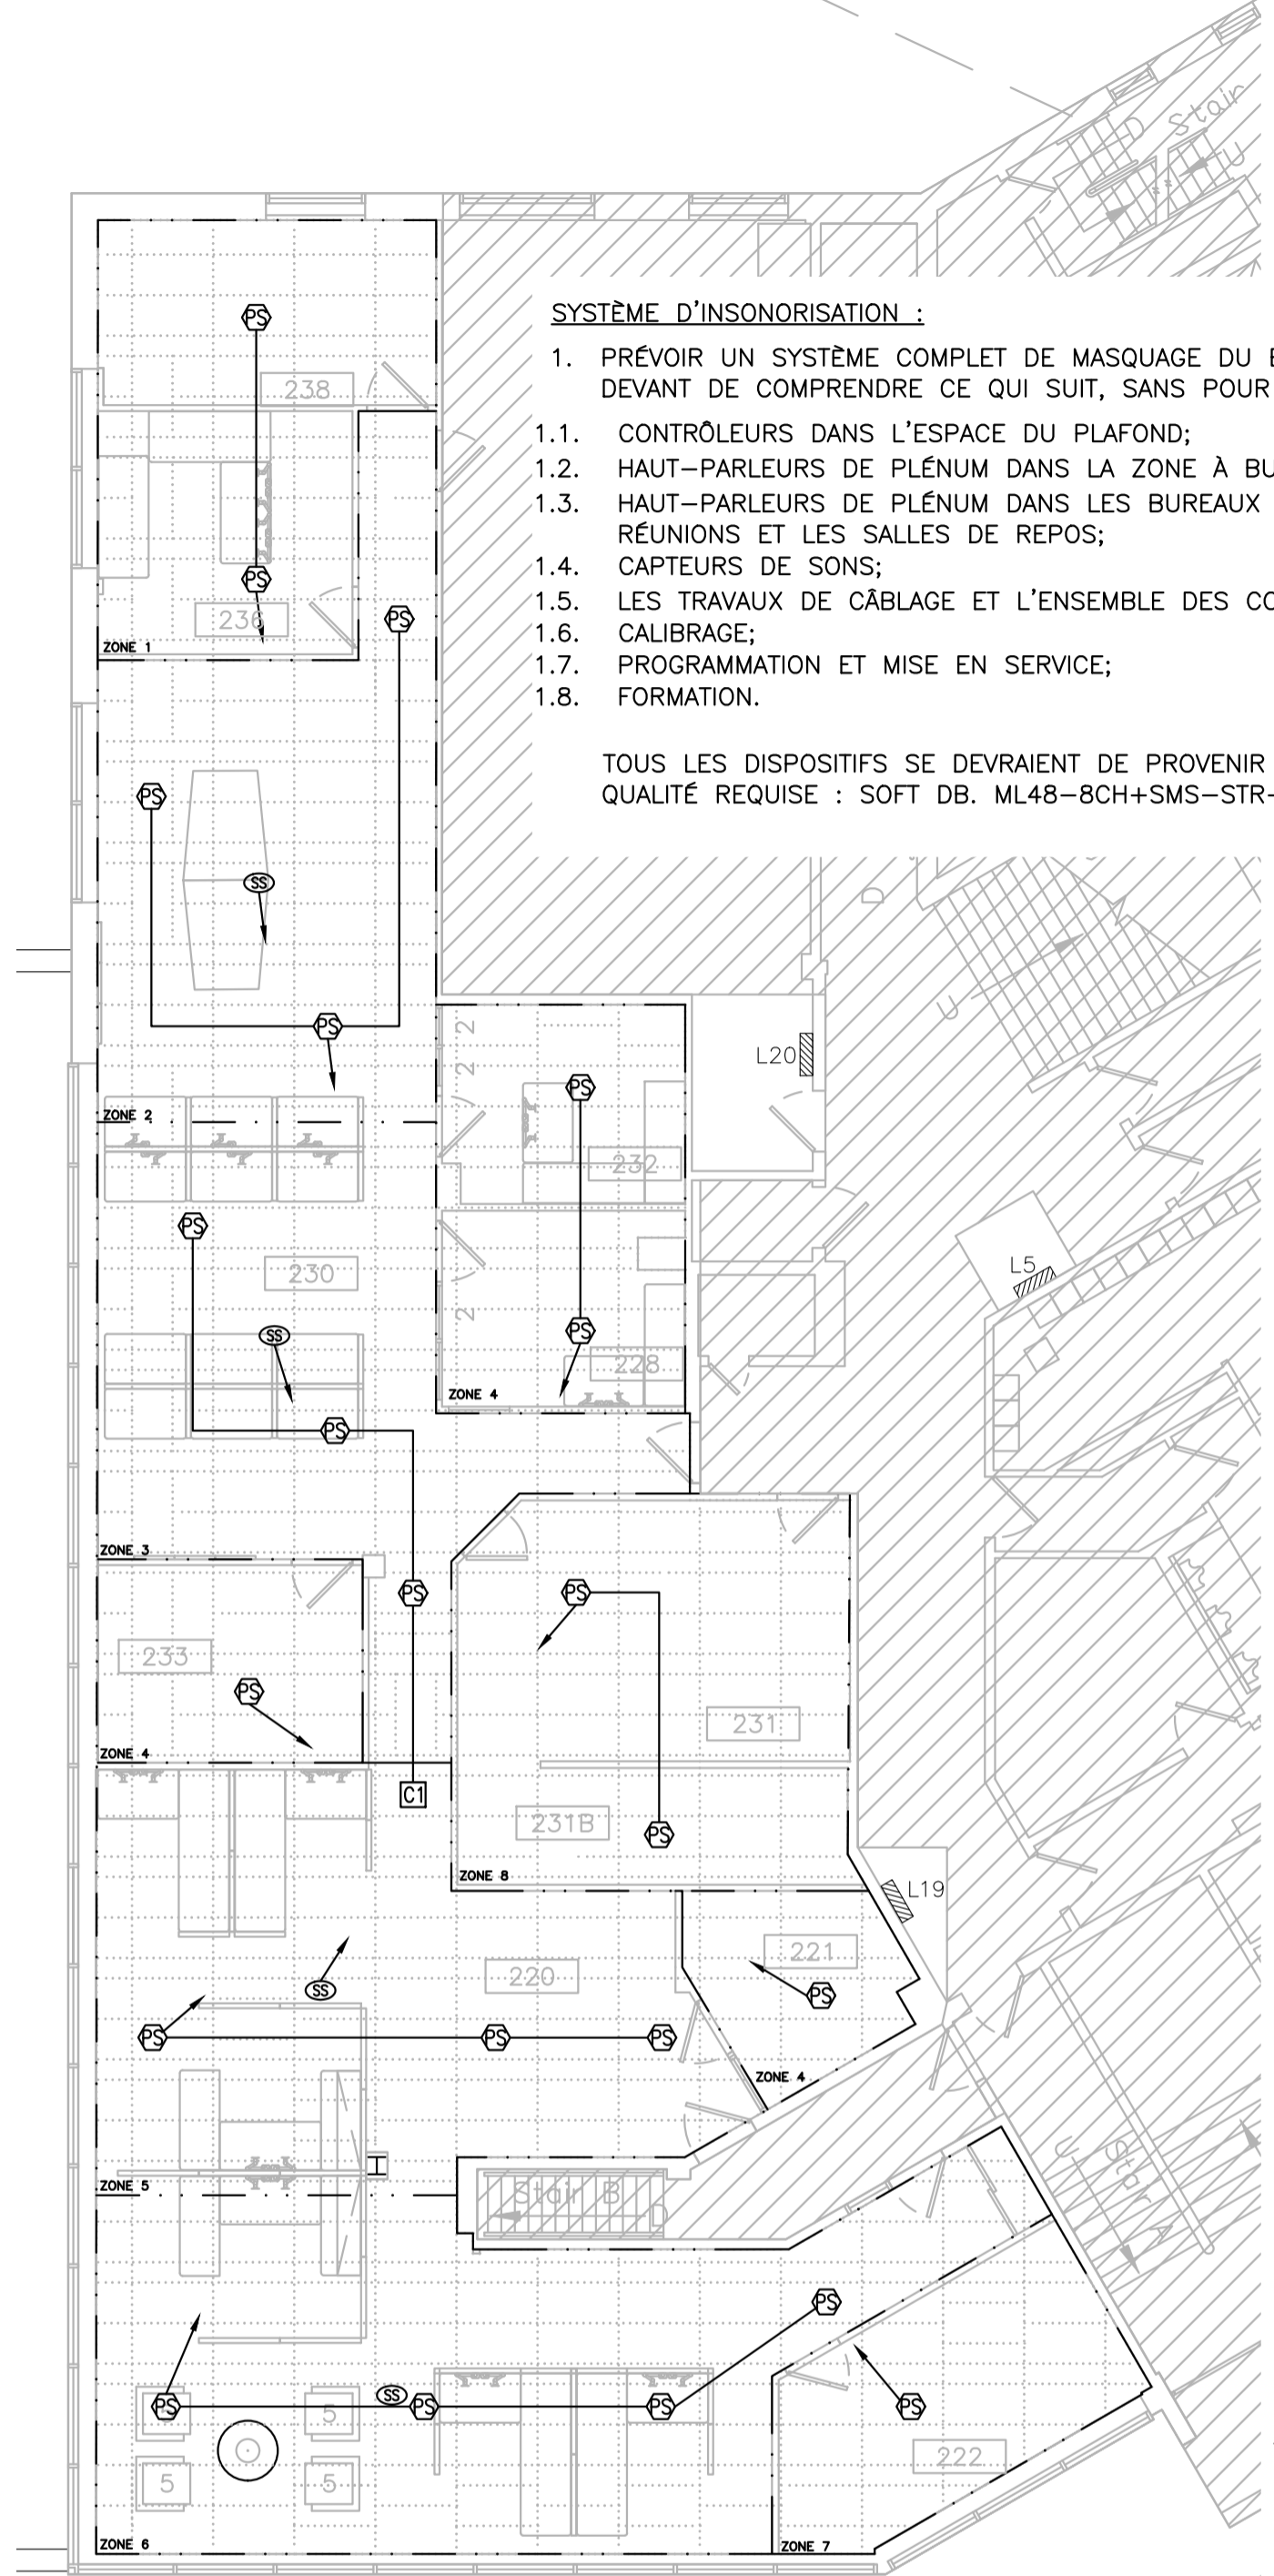 D
Stair
U
SYSTÈME D'INSONORISATION :
1. PRÉVOIR UN SYSTÈME COMPLET DE MASQUAGE DU
DEVANT DE COMPRENDRE CE QUI SUIT, SANS POUR
1.1. CONTRÔLEURS DANS L'ESPACE DU PLAFOND;
1.2. HAUT-PARLEURS DE PLÉNUM DANS LA ZONE À BU
1.3. HAUT-PARLEURS DE PLÉNUM DANS LES BUREAUX
RÉUNIONS ET LES SALLES DE REPOS;
1.4. CAPTEURS DE SONS;
1.5. LES TRAVAUX DE CÂBLAGE ET L'ENSEMBLE DES CO
1.6. CALIBRAGE;
1.7. PROGRAMMATION ET MISE EN SERVICE;
1.8. FORMATION.
TOUS LES DISPOSITIFS SE DEVRAIENT DE PROVENIR
QUALITÉ REQUISE : SOFT DB. ML48-8CH+SMS-STR-
PS
238
PS
236
PS
ZONE 1
PS
SS
D
U
PS
2
2
L20
PS
ZONE 2
232
PS
230
L5
2
SS
PS
228
ZONE 4
PS
ZONE 3
PS
PS
233
PS
231
ZONE 4
C1
231B
PS
ZONE 8
L19
221
220
SS
PS
PS
PS
PS
ZONE 4
H
ZONE 5
Stair B
D
U
Stair A
PS
SS
PS
PS
PS
PS
5
222
5
5
ZONE 6
ZONE 7